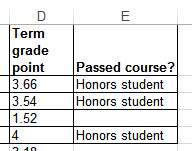 D E
Term
grade
point Passed course?
3.66 Honors student
3.54 Honors student
1.52
4 Honors student